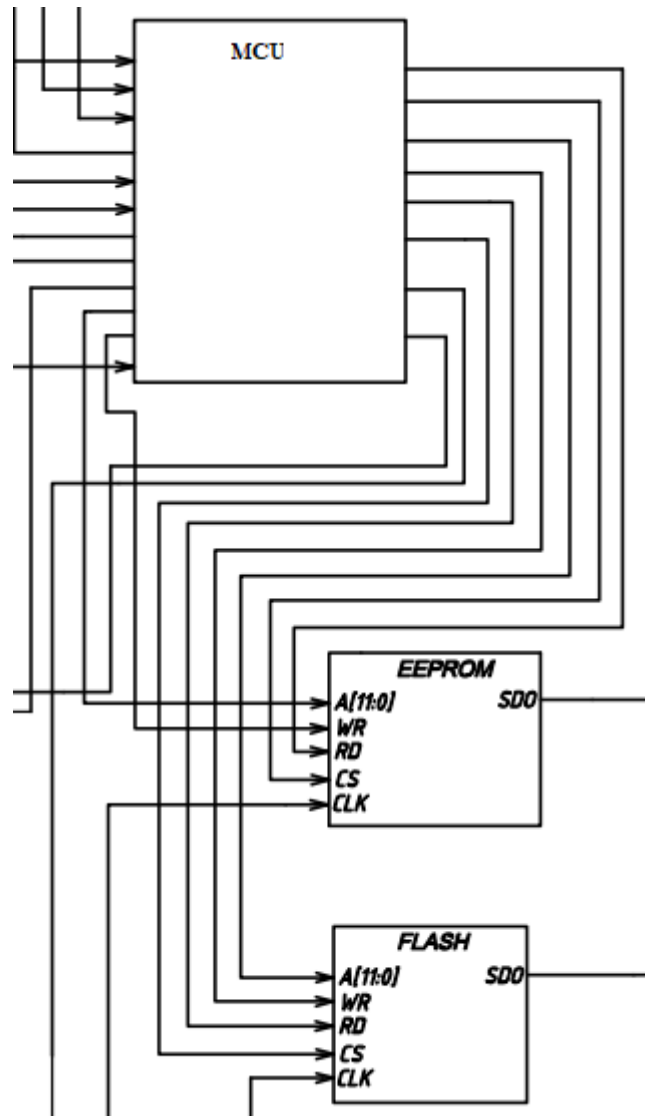 MCU
EEPROM
A[11:0] SDO
WR
RD
CS
CLK
FLASH
A[11:0] SDO
WR
RD
CS
CLK